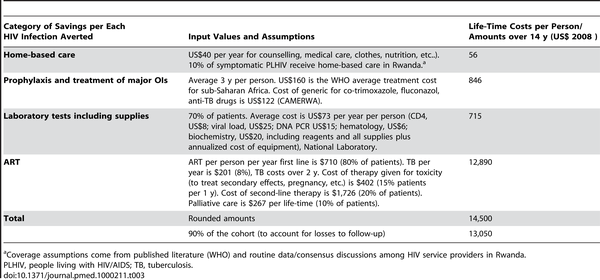 Category of Savings per Each
HIV Infection Averted
Input Values and Assumptions
Life-Time Costs per Person/
Amounts over 14 y (US$ 2008 )
Home-based care
US$40 per year for counselling, medical care, clothes, nutrition, etc..).
10% of symptomatic PLHIV receive home-based care in Rwanda.a
56
Prophylaxis and treatment of major OIs
Average 3 y per person. US$160 is the WHO average treatment cost
for sub-Saharan Africa. Cost of generic for co-trimoxazole, fluconazol,
anti-TB drugs is US$122 (CAMERWA).
846
Laboratory tests including supplies
70% of patients. Average cost is US$73 per year per person (CD4,
US$8; viral load, US$25; DNA PCR US$15; hematology, US$6;
biochemistry, US$20, including reagents and all supplies plus
annualized cost of equipment), National Laboratory.
715
ART
ART per person per year first line is $710 (80% of patients). TB per
year is $201 (8%), TB costs over 2 y. Cost of therapy given for toxicity
(to treat secondary effects, pregnancy, etc.) is $402 (15% patients
per 1 y). Cost of second-line therapy is $1,726 (20% of patients).
Palliative care is $267 per life-time (10% of patients).
12,890
Total
Rounded amounts
14,500
90% of the cohort (to account for losses to follow-up)
13,050
aCoverage assumptions come from published literature (WHO) and routine data/consensus discussions among HIV service providers in Rwanda.
PLHIV, people living with HIV/AIDS; TB, tuberculosis.
doi:10.1371/journal.pmed.1000211.t003